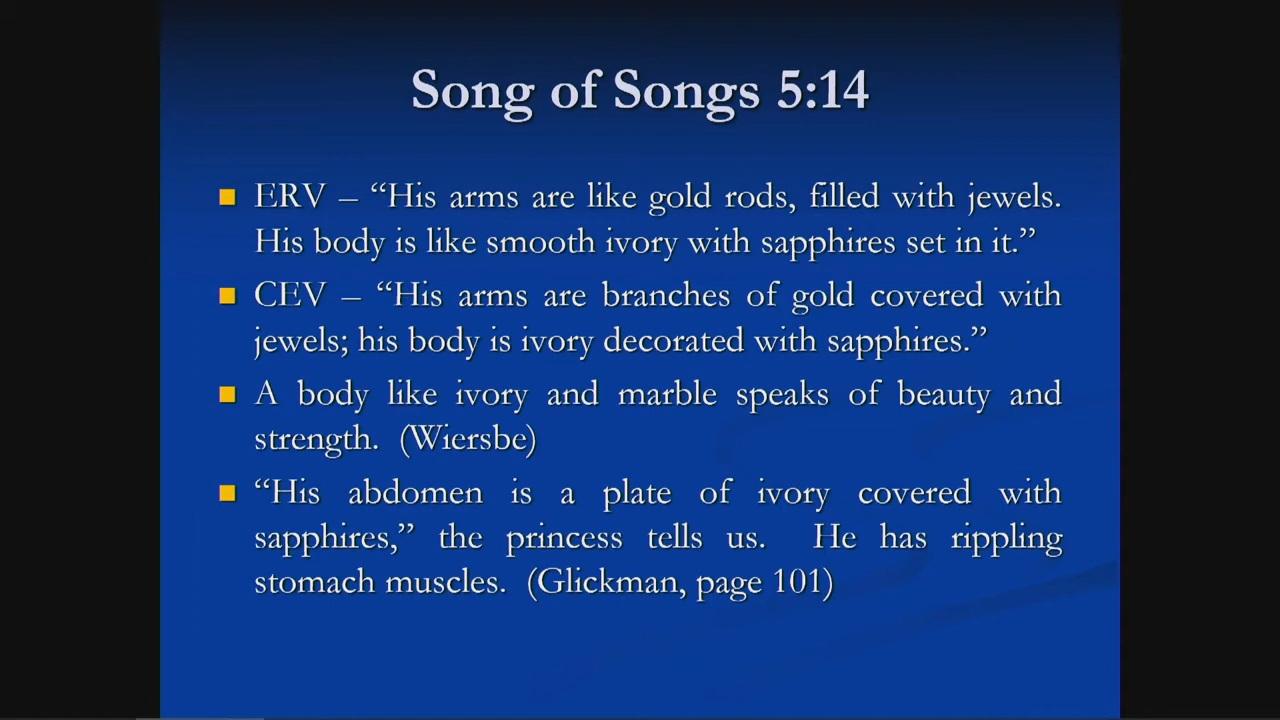 Song of Songs 5:14
■ ERV – “His arms are like gold rods, filled with jewels.
His body is like smooth ivory with sapphires set in it.”
■ CEV – “His arms are branches of gold covered with
jewels; his body is ivory decorated with sapphires.”
■ A body like ivory and marble speaks of beauty and
strength. (Wiersbe)
■ “His abdomen is a plate of ivory covered with
sapphires,” the princess tells us. He has rippling
stomach muscles. (Glickman, page 101)